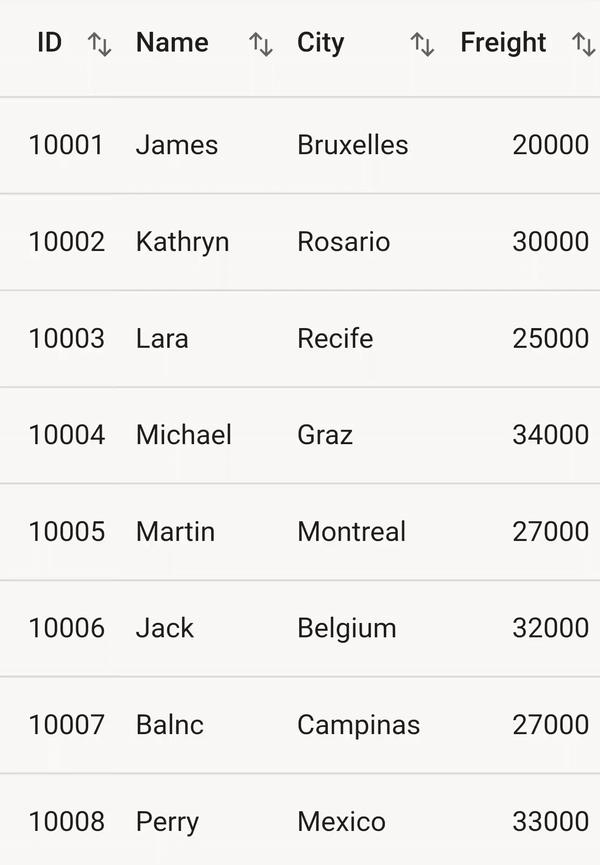 ID Name City Freight
10001 James Bruxelles 20000
10002 Kathryn Rosario 30000
10003 Lara Recife 25000
10004 Michael Graz 34000
10005 Martin Montreal 27000
10006 Jack Belgium 32000
10007 Balnc Campinas 27000
10008 Perry Mexico 33000